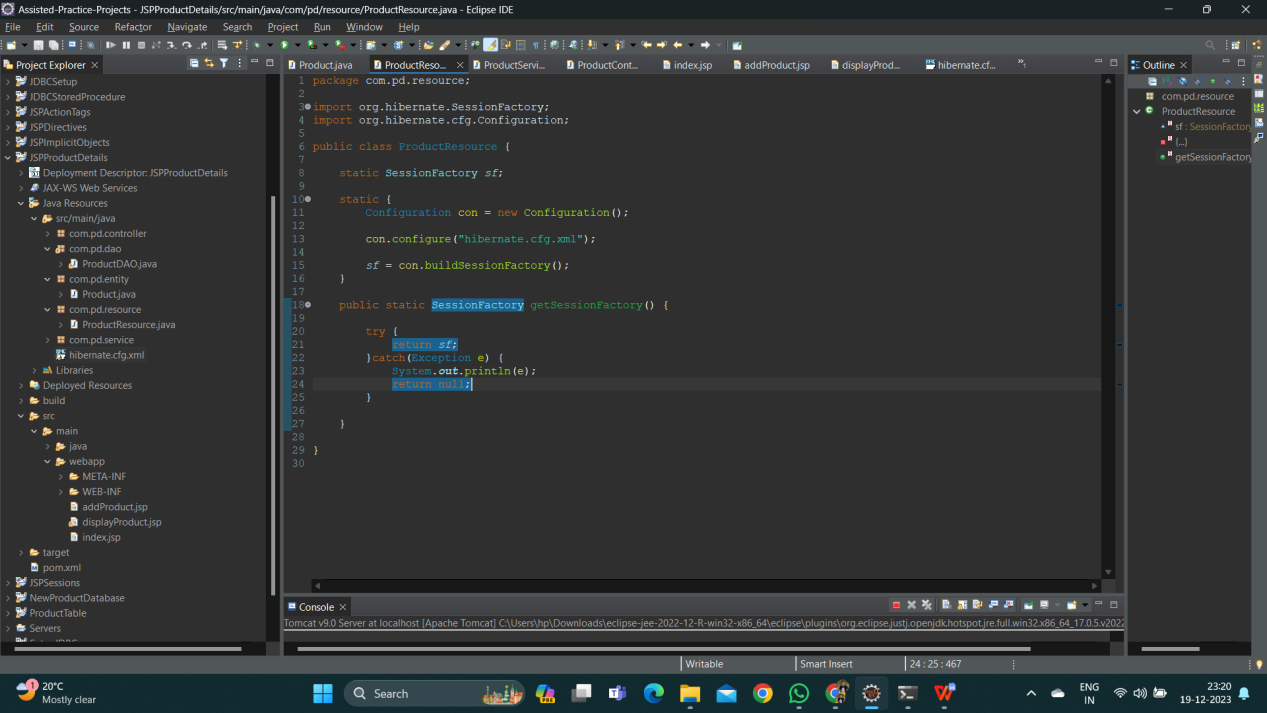 Assisted-Practice-Projects - JSPProductDetails/src/main/java/com/pd/resource/ProductResource.java - Eclipse IDE
File Edit Source Refactor Navigate Search Project Run Window Help
Project Explorer
Product.java ProductReso... ProductServi... ProductCont... index.jsp addProduct.jsp displayProd... hibernate.cf...
Outline
JDBCSetup
JDBCStoredProcedure
JSPActionTags
JSPDirectives
JSPImplicitObjects
JSPProductDetails
Deployment Descriptor: JSPProductDetails
JAX-WS Web Services
Java Resources
src/main/java
com.pd.controller
com.pd.dao
ProductDAO.java
com.pd.entity
Product.java
com.pd.resource
ProductResource.java
com.pd.service
hibernate.cfg.xml
Libraries
Deployed Resources
build
src
main
java
webapp
META-INF
WEB-INF
addProduct.jsp
displayProduct.jsp
index.jsp
target
pom.xml
JSPSessions
NewProductDatabase
ProductTable
Servers
1 package com.pd.resource;
2
3 import org.hibernate.SessionFactory;
4 import org.hibernate.cfg.Configuration;
5
6 public class ProductResource {
7
8 static SessionFactory sf;
9
10 static {
11 Configuration con = new Configuration();
12
13 con.configure("hibernate.cfg.xml");
14
15 sf = con.buildSessionFactory();
16 }
17
18 public static SessionFactory getSessionFactory() {
19
20 try {
21 return sf;
22 }catch(Exception e) {
23 System.out.println(e);
24 return null;
25 }
26
27 }
28
29 }
30
com.pd.resource
ProductResource
sf : SessionFactory
{...}
getSessionFactory
Console
Tomcat v9.0 Server at localhost [Apache Tomcat] C:\Users\hp\Downloads\eclipse-jee-2022-12-R-win32-x86_64\eclipse\plugins\org.eclipse.justj.openjdk.hotspot.jre.full.win32.x86_64_17.0.5.v2022
Writable Smart Insert 24 : 25 : 467
1
20°C
Mostly clear
Search
PRE
ENG
IN
23:20
19-12-2023